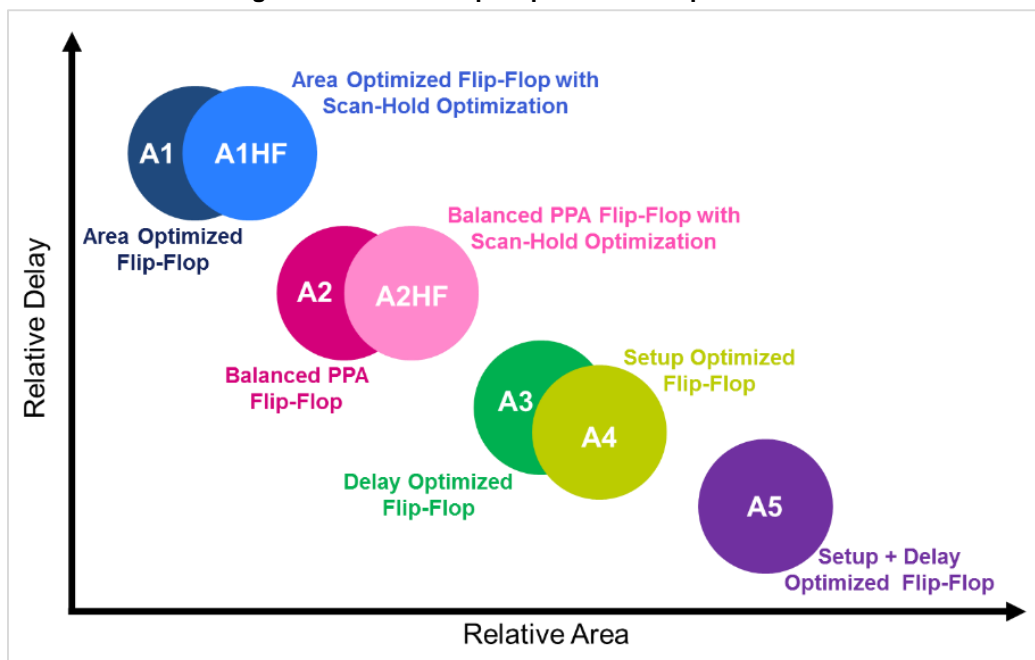 Area Optimized Flip-Flop with
Scan-Hold Optimization
A1
A1HF
Area Optimized
Flip-Flop
Balanced PPA Flip-Flop with
Scan-Hold Optimization
A2
A2HF
Balanced PPA
Flip-Flop
Setup Optimized
Flip-Flop
A3
A4
Delay Optimized
Flip-Flop
A5
Setup + Delay
Optimized Flip-Flop
Relative Delay
Relative Area